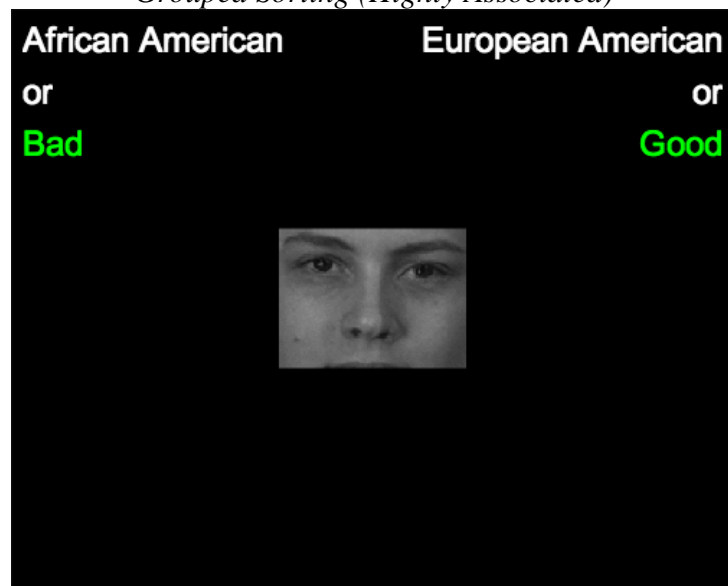 Grouped Sorting (Highly Associated)
African American European American
or or
Bad Good